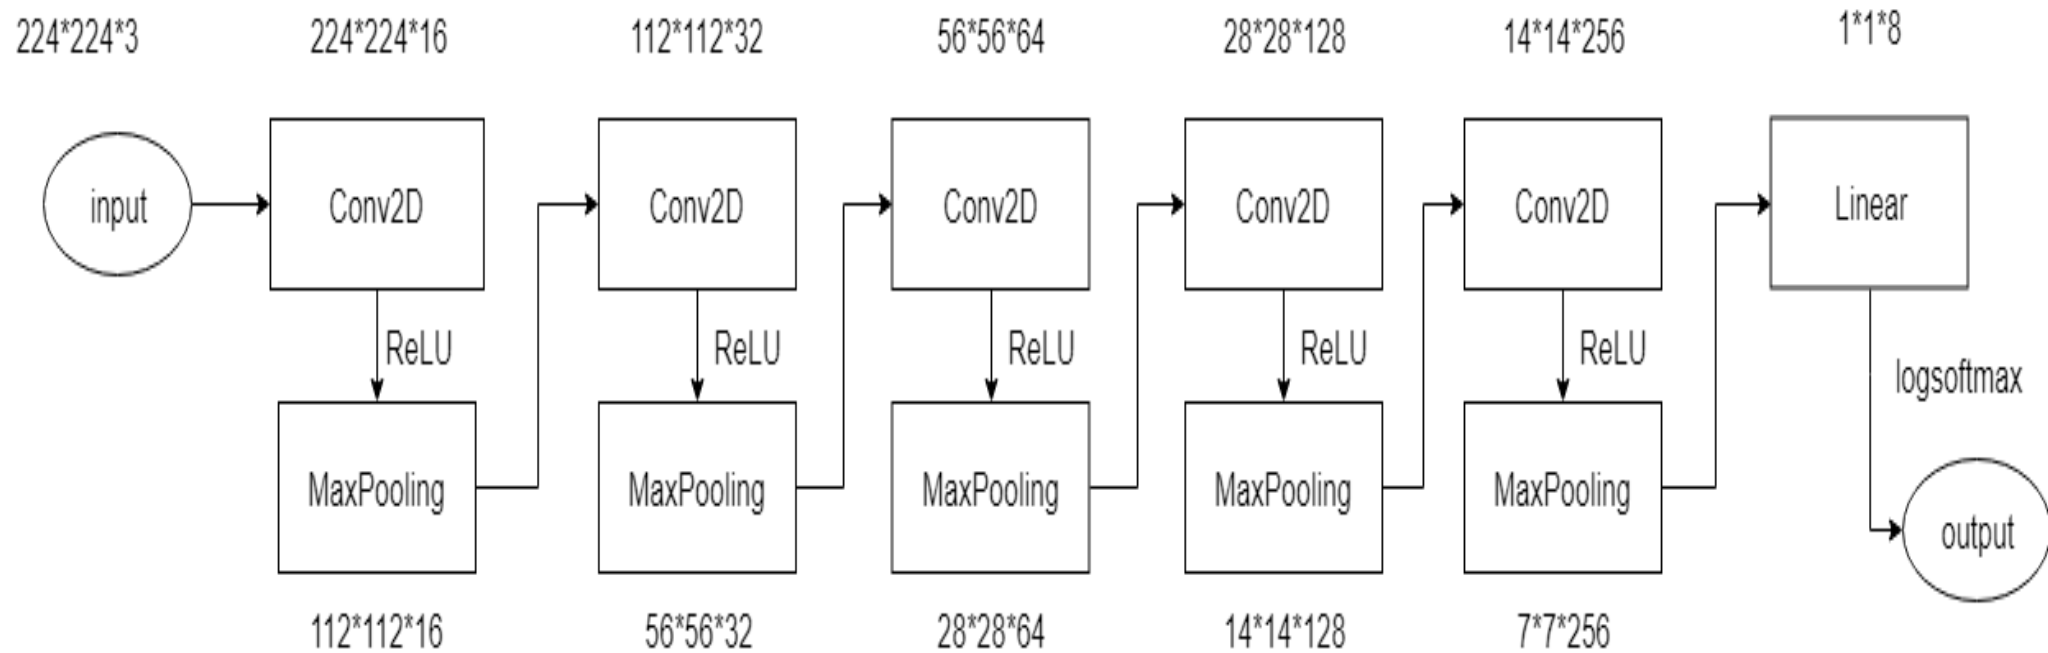 224*224*3
224*224*16
112*112*32
56*56*64
28*28*128
14*14*256
1*1*8
input
Conv2D
Conv2D
Conv2D
Conv2D
Conv2D
Linear
ReLU
ReLU
ReLU
ReLU
ReLU
logsoftmax
MaxPooling
MaxPooling
MaxPooling
MaxPooling
MaxPooling
output
112*112*16
56*56*32
28*28*64
14*14*128
7*7*256